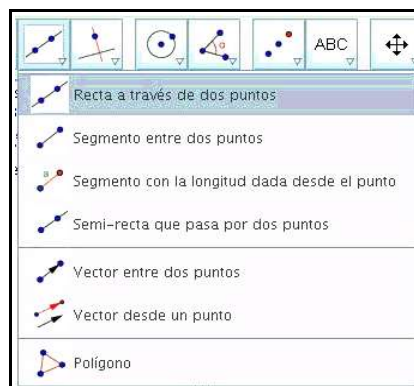 ABC
Recta a través de dos puntos
Segmento entre dos puntos
a
Segmento con la longitud dada desde el punto
Semi-recta que pasa por dos puntos
Vector entre dos puntos
Vector desde un punto
Polígono